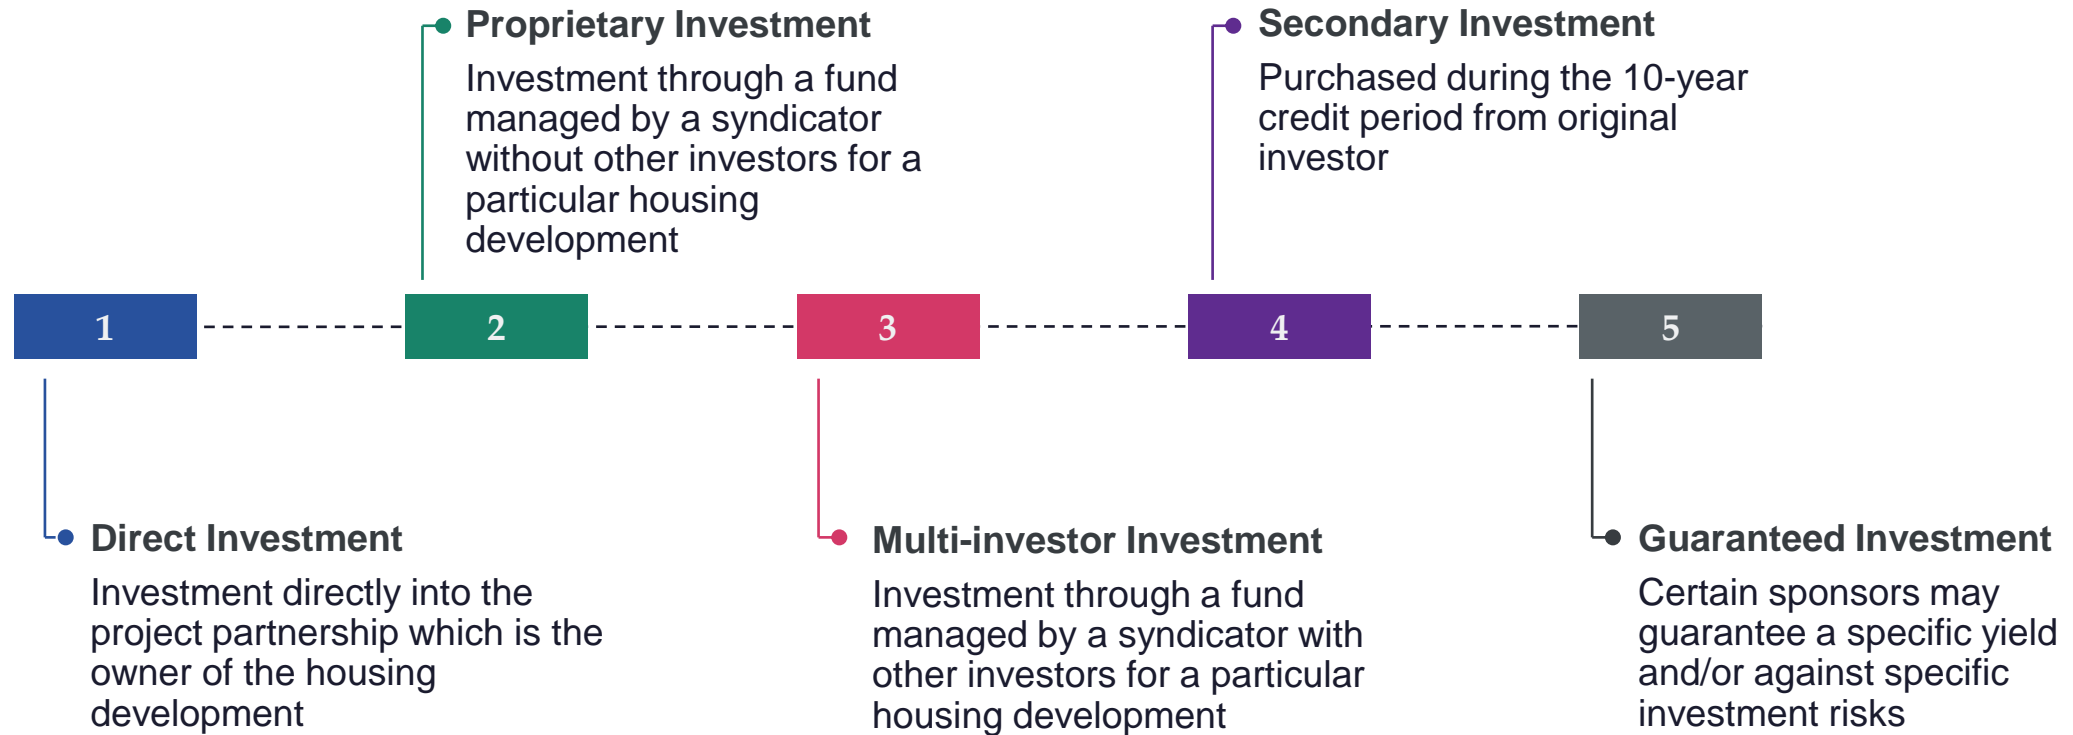 Proprietary Investment
Investment through a fund
managed by a syndicator
without other investors for a
particular housing
development
Secondary Investment
Purchased during the 10-year
credit period from original
investor
1
2
3
4
5
Direct Investment
Investment directly into the
project partnership which is the
owner of the housing
development
Multi-investor Investment
Investment through a fund
managed by a syndicator with
other investors for a particular
housing development
Guaranteed Investment
Certain sponsors may
guarantee a specific yield
and/or against specific
investment risks